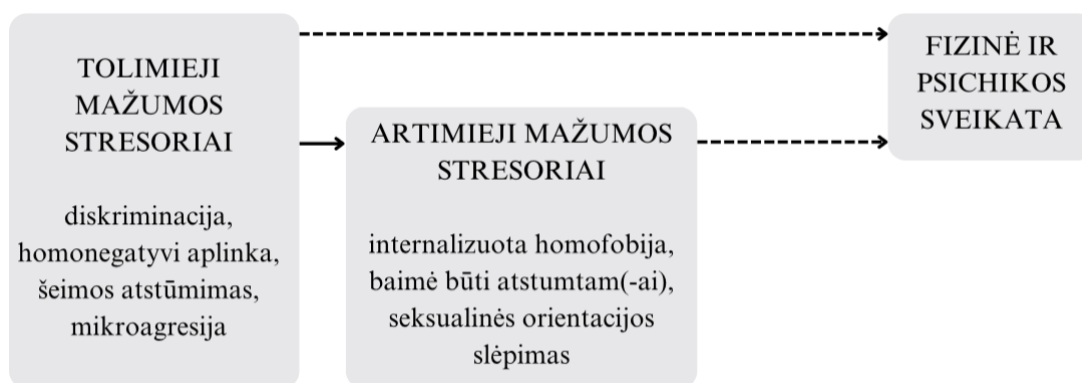 TOLIMIEJI
MAŽUMOS
STRESORIAI
diskriminacija,
homonegatyvi aplinka,
šeimos atstūmimas,
mikroagresija
ARTIMIEJI MAŽUMOS
STRESORIAI
internalizuota homofobija,
baimė būti atstumtam(-ai),
seksualinės orientacijos
slėpimas
FIZINĖ IR
PSICHIKOS
SVEIKATA